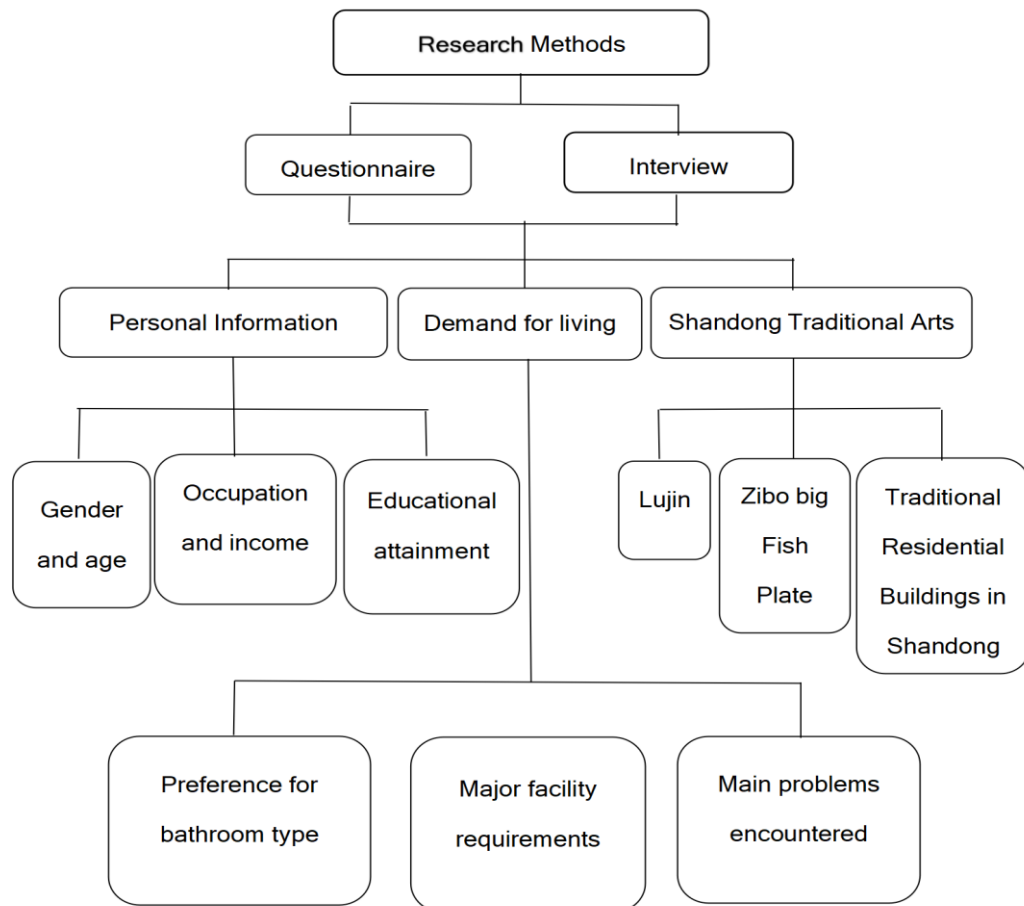 Research Methods
Questionnaire
Interview
Personal Information
Demand for living
Shandong Traditional Arts
Gender
and age
Occupation
and income
Educational
attainment
Lujin
Zibo big
Fish
Plate
Traditional
Residential
Buildings in
Shandong
Preference for
bathroom type
Major facility
requirements
Main problems
encountered